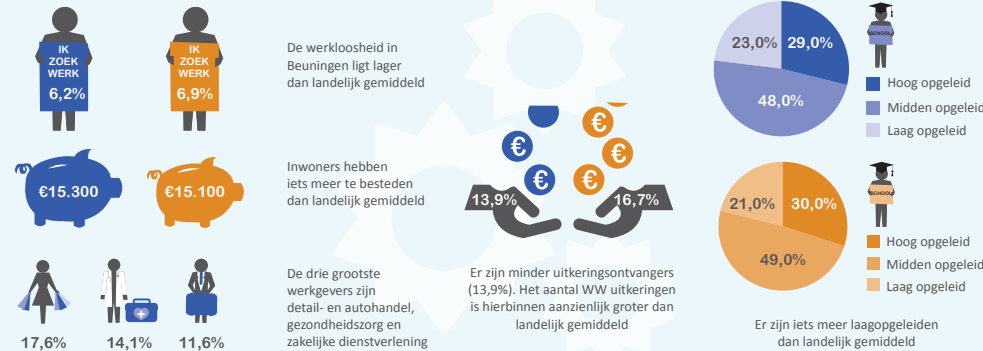 IK
ZOEK
WERK
6,2%
IK
ZOEK
WERK
6,9%
De werkloosheid in
Beuningen ligt lager
dan landelijk gemiddeld
€15.300
€15.100
Inwoners hebben
iets meer te besteden
dan landelijk gemiddeld
17,6%
14,1%
11,6%
De drie grootste
werkgevers zijn
detail- en autohandel,
gezondheidszorg en
zakelijke dienstverlening
€
€
€
€
€
13,9%
16,7%
Er zijn minder uitkeringsontvangers
(13,9%). Het aantal WW uitkeringen
is hierbinnen aanzienlijk groter dan
landelijk gemiddeld
23,0%
29,0%
48,0%
SCHOOL
Hoog opgeleid
Midden opgeleid
Laag opgeleid
21,0%
30,0%
49,0%
SCHOOL
Hoog opgeleid
Midden opgeleid
Laag opgeleid
Er zijn iets meer laagopgeleiden
dan landelijk gemiddeld